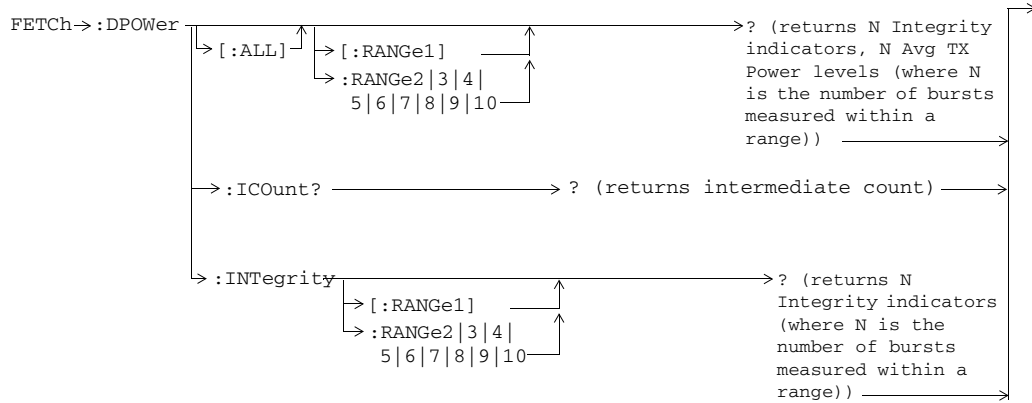 FETCh :DPOWer
[:ALL]
[:RANGe1]
:RANGe2|3|4|
5|6|7|8|9|10
? (returns N Integrity
indicators, N Avg TX
Power levels (where N
is the number of bursts
measured within a
range))
:ICOunt?
? (returns intermediate count)
:INTegrity
[:RANGe1]
:RANGe2|3|4|
5|6|7|8|9|10
? (returns N
Integrity indicators
(where N is the
number of bursts
measured within a
range))